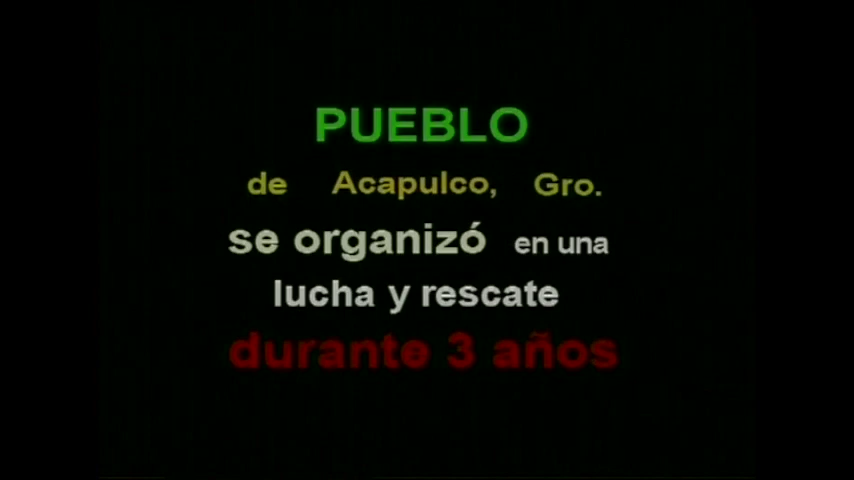 PUEBLO
de Acapulco, Gro.
se organizó en una
lucha y rescate
durante 3 años